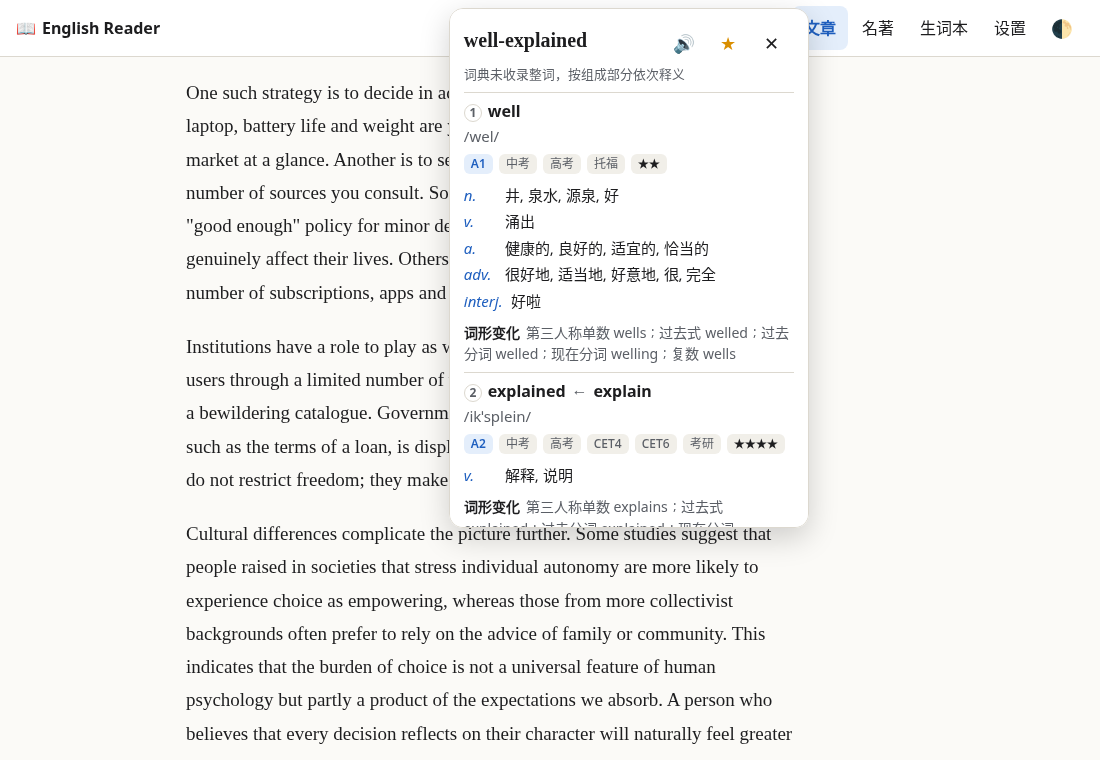 📖 English Reader
文章 名著 生词本 设置
well-explained
词典未收录整词，按组成部分依次释义
1 well
/wel/
A1 中考 高考 托福 ★★
n. 井, 泉水, 源泉, 好
v. 涌出
a. 健康的, 良好的, 适宜的, 恰当的
adv. 很好地, 适当地, 好意地, 很, 完全
interj. 好啦
词形变化 第三人称单数 wells；过去式 welled；过去
分词 welled；现在分词 welling；复数 wells
2 explained ← explain
/ik'splein/
A2 中考 高考 CET4 CET6 考研 ★★★★
v. 解释, 说明
词形变化 第三人称单数 explains；过去式
explained；过去分词 explained；现在分词
One such strategy is to decide in
laptop, battery life and weight are
market at a glance. Another is to
number of sources you consult.
"good enough" policy for minor
genuinely affect their lives. Others
number of subscriptions, apps and
Institutions have a role to play as
users through a limited number of
a bewildering catalogue.
such as the terms of a loan, is
do not restrict freedom; they make
Cultural differences complicate the picture further. Some studies suggest that
people raised in societies that stress individual autonomy are more likely to
experience choice as empowering, whereas those from more collectivist
backgrounds often prefer to rely on the advice of family or community. This
indicates that the burden of choice is not a universal feature of human
psychology but partly a product of the expectations we absorb. A person who
believes that every decision reflects on their character will naturally feel greater